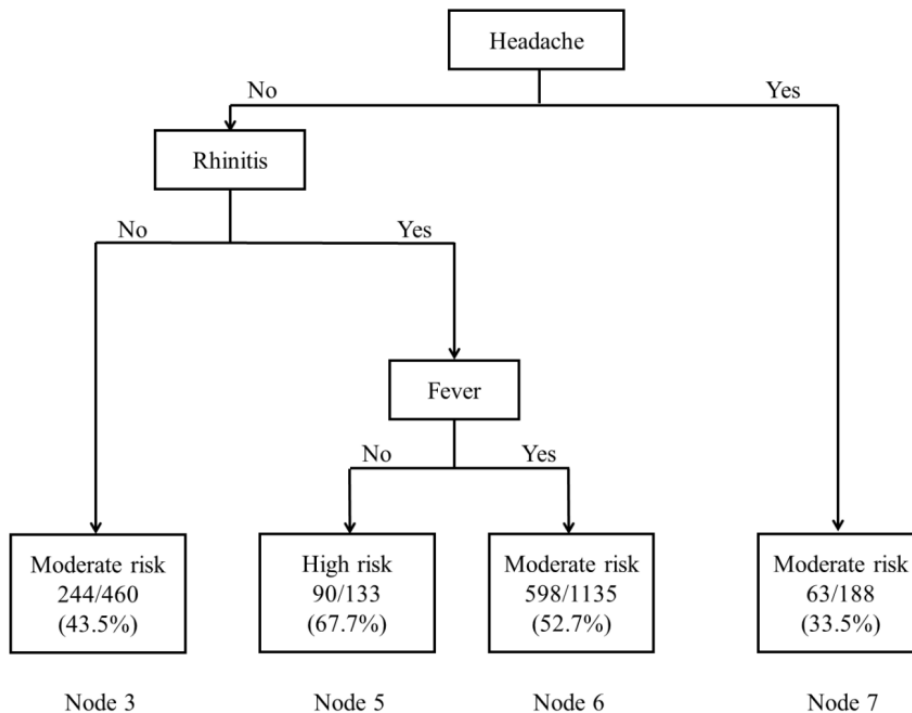 Headache
No
Yes
Rhinitis
No
Yes
Fever
No
Yes
Moderate risk
244/460
(43.5%)
High risk
90/133
(67.7%)
Moderate risk
598/1135
(52.7%)
Moderate risk
63/188
(33.5%)
Node 3
Node 5
Node 6
Node 7